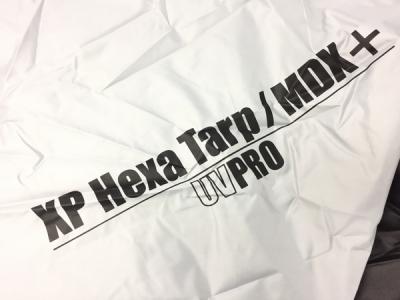 XP Hexa Tarp / MDX+
UVPRO